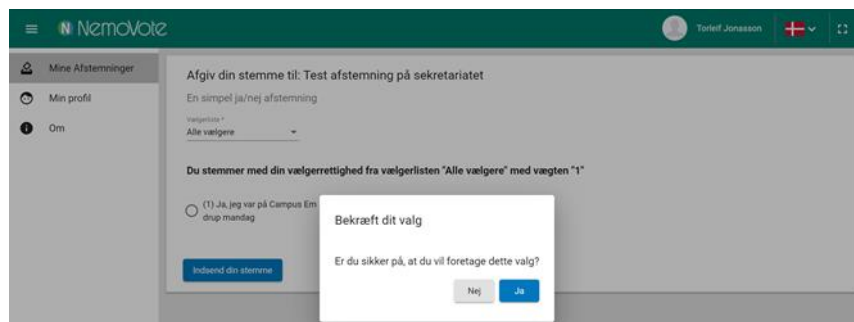 NemoVote
Torleif Jonasson
Mine Afstemninger
Min profil
Om
Afgiv din stemme til: Test afstemning på sekretariatet
En simpel ja/nej afstemning
Vælgerliste *
Alle vælgere
Du stemmer med din vælgerrettighed fra vælgerlisten "Alle vælgere" med vægten "1"
(1) Ja, jeg var på Campus Em
drup mandag
Bekræft dit valg
Er du sikker på, at du vil foretage dette valg?
Nej
Ja
Indsend din stemme